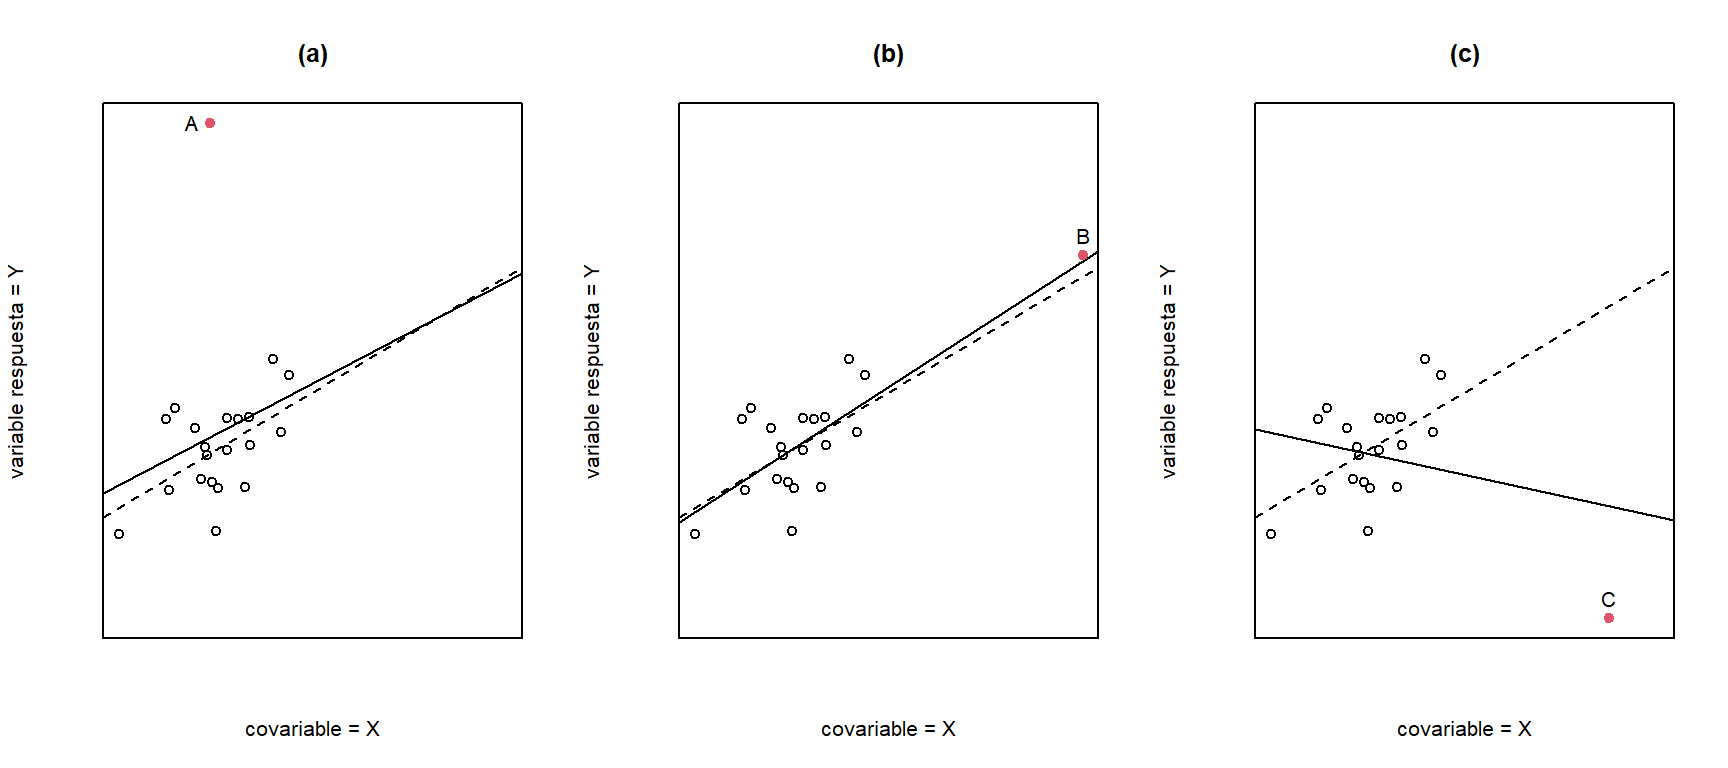 (a)
A
variable respuesta = Y
covariable = X
(b)
B
variable respuesta = Y
covariable = X
(c)
C
variable respuesta = Y
covariable = X